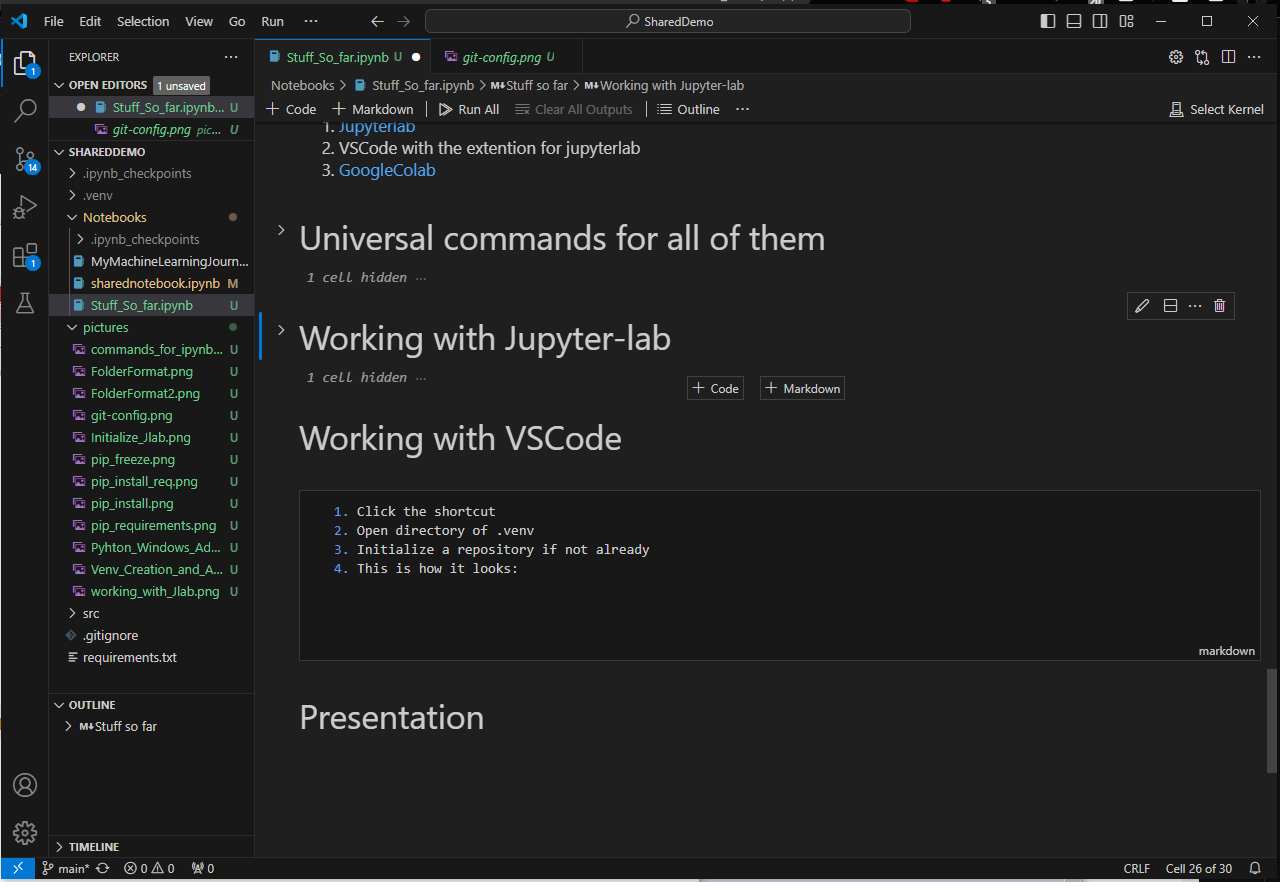 File Edit Selection View Go Run ··· SharedDemo
EXPLORER ···
OPEN EDITORS 1 unsaved
Stuff_So_far.ipynb... U
git-config.png pic... U
SHAREDDEMO
.ipynb_checkpoints
.venv
Notebooks
.ipynb_checkpoints
MyMachineLearningJourn...
sharednotebook.ipynb M
Stuff_So_far.ipynb U
pictures
commands_for_ipynb... U
FolderFormat.png U
FolderFormat2.png U
git-config.png U
Initialize_Jlab.png U
pip_freeze.png U
pip_install_req.png U
pip_install.png U
pip_requirements.png U
Pyhton_Windows_Ad... U
Venv_Creation_and_A... U
working_with_Jlab.png U
src
.gitignore
requirements.txt
OUTLINE
M↓Stuff so far
TIMELINE
1
14
1
Stuff_So_far.ipynb U
git-config.png U
Notebooks > Stuff_So_far.ipynb > M↓Stuff so far > M↓Working with Jupyter-lab
+ Code + Markdown Run All Clear All Outputs Outline ··· Select Kernel
1. Jupyterlab
2. VSCode with the extention for jupyterlab
3. GoogleColab
Universal commands for all of them
1 cell hidden ···
Working with Jupyter-lab
1 cell hidden ···
+ Code + Markdown
Working with VSCode
1. Click the shortcut
2. Open directory of .venv
3. Initialize a repository if not already
4. This is how it looks:
markdown
Presentation
main* 0 0 0 CRLF Cell 26 of 30